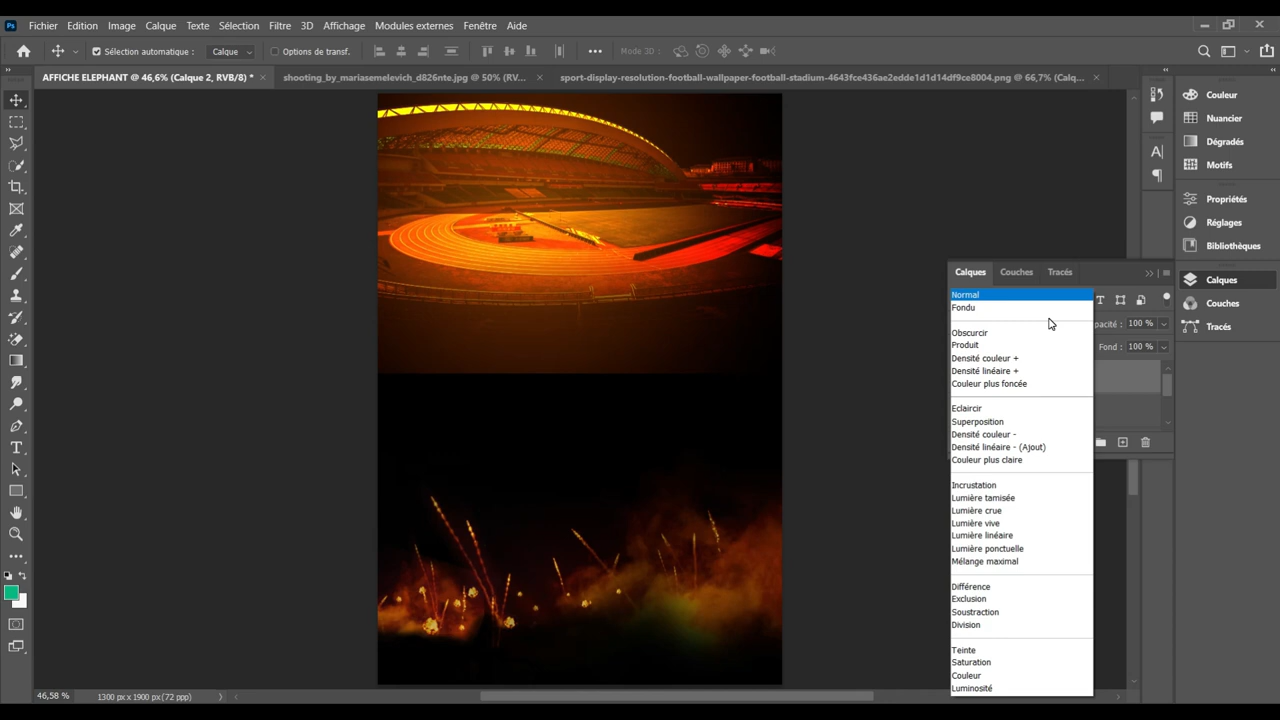 Ps Fichier Edition Image Calque Texte Sélection Filtre 3D Affichage Modules externes Fenêtre Aide
Sélection automatique : Calque Options de transf. Mode 3D :
AFFICHE ELEPHANT @ 46,6% (Calque 2, RVB/8) * shooting_by_mariasemelevich_d826nte.jpg @ 50% (RV... sport-display-resolution-football-wallpaper-football-stadium-4643fce436ae2edde1d1d14df9ce8004.png @ 66,7% (Calq...
Couleur
Nuancier
Dégradés
Motifs
Propriétés
Réglages
Bibliothèques
Calques
Couches
Tracés
Calques Couches Tracés
Normal
Fondu
pacité : 100 %
Obscurcir
Produit
Fond : 100 %
Densité couleur +
Densité linéaire +
Couleur plus foncée
Eclaircir
Superposition
Densité couleur -
Densité linéaire - (Ajout)
Couleur plus claire
Incrustation
Lumière tamisée
Lumière crue
Lumière vive
Lumière linéaire
Lumière ponctuelle
Mélange maximal
Différence
Exclusion
Soustraction
Division
Teinte
Saturation
Couleur
Luminosité
46,58 % 1300 px x 1900 px (72 ppp)